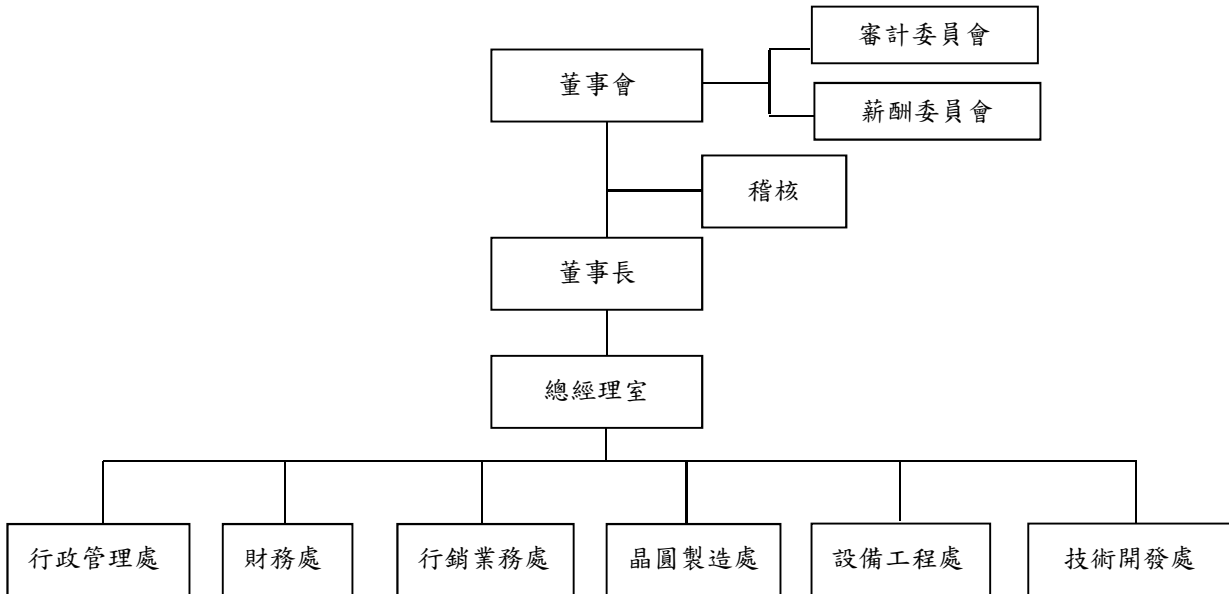 審計委員會
董事會
薪酬委員會
稽核
董事長
總經理室
行政管理處
財務處
行銷業務處
晶圓製造處
設備工程處
技術開發處